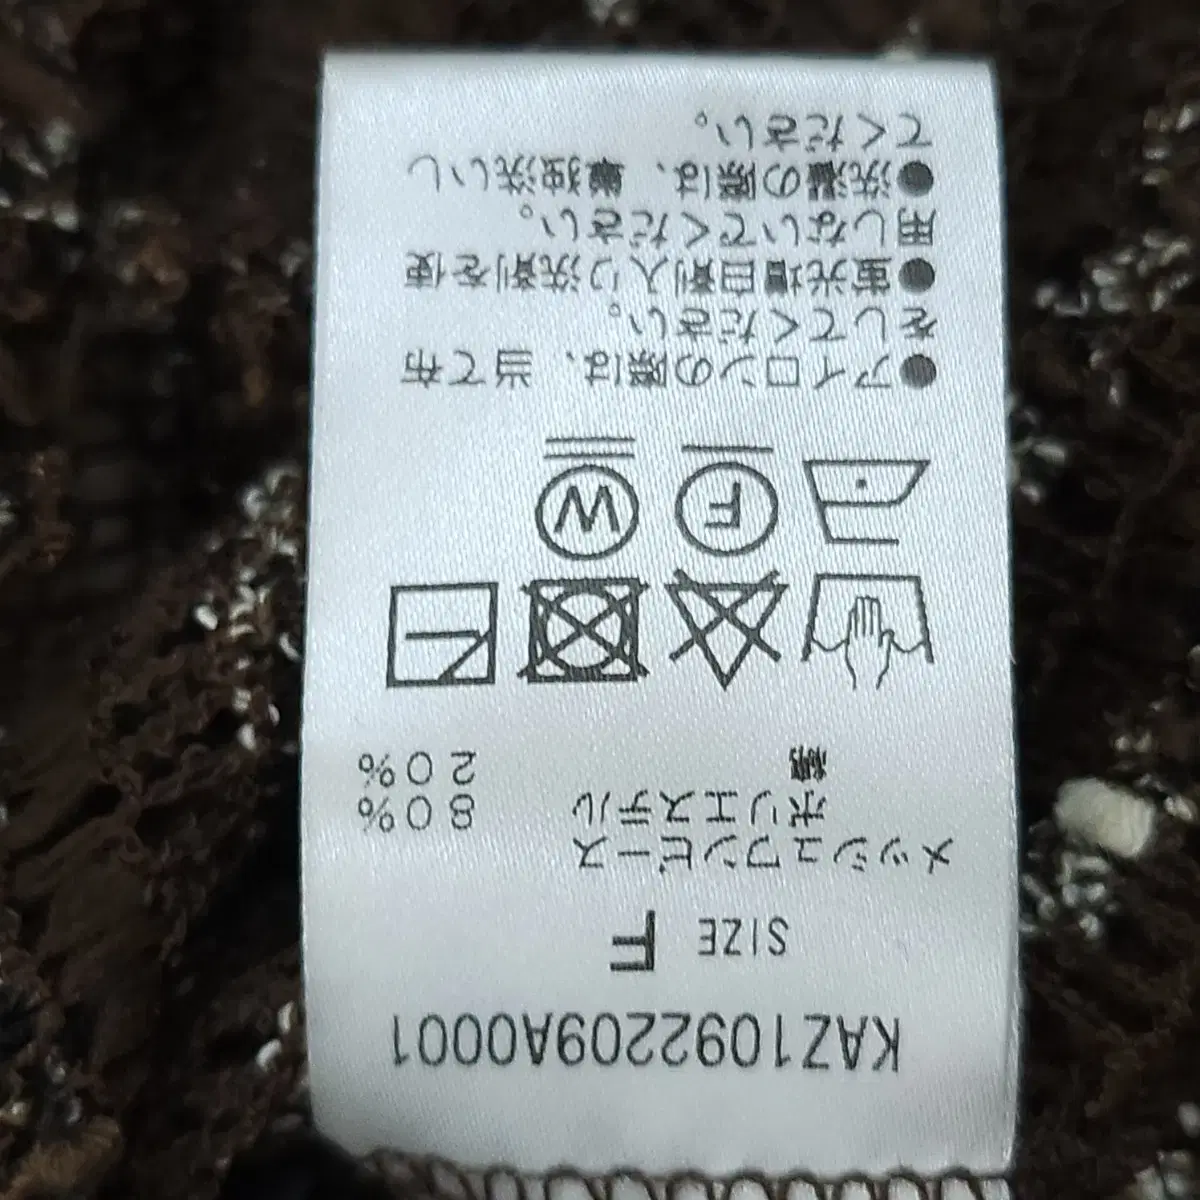 KAZ1092209A0001
SIZE F
メッシュワンピース
ポリエステル 80%
綿 20%
F W
●アイロンの際は、当て布
をしてください。
●蛍光増白剤入り洗剤を使
用しないでください。
●洗濯の際は、単独洗いし
てください。